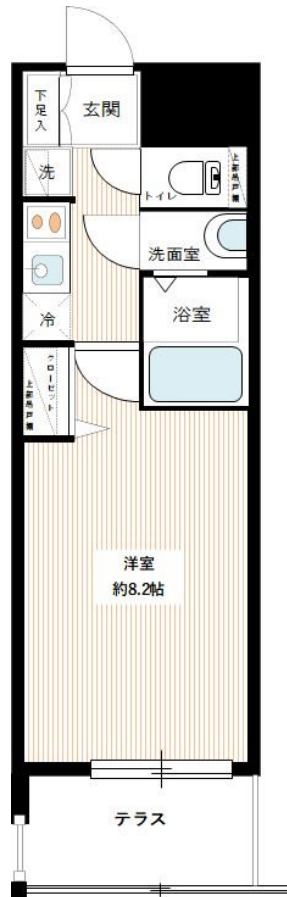 下足入
玄関
洗
トイレ
上部吊戸棚
洗面室
冷
浴室
クローゼット
上部吊戸棚
洋室
約8.2帖
テラス